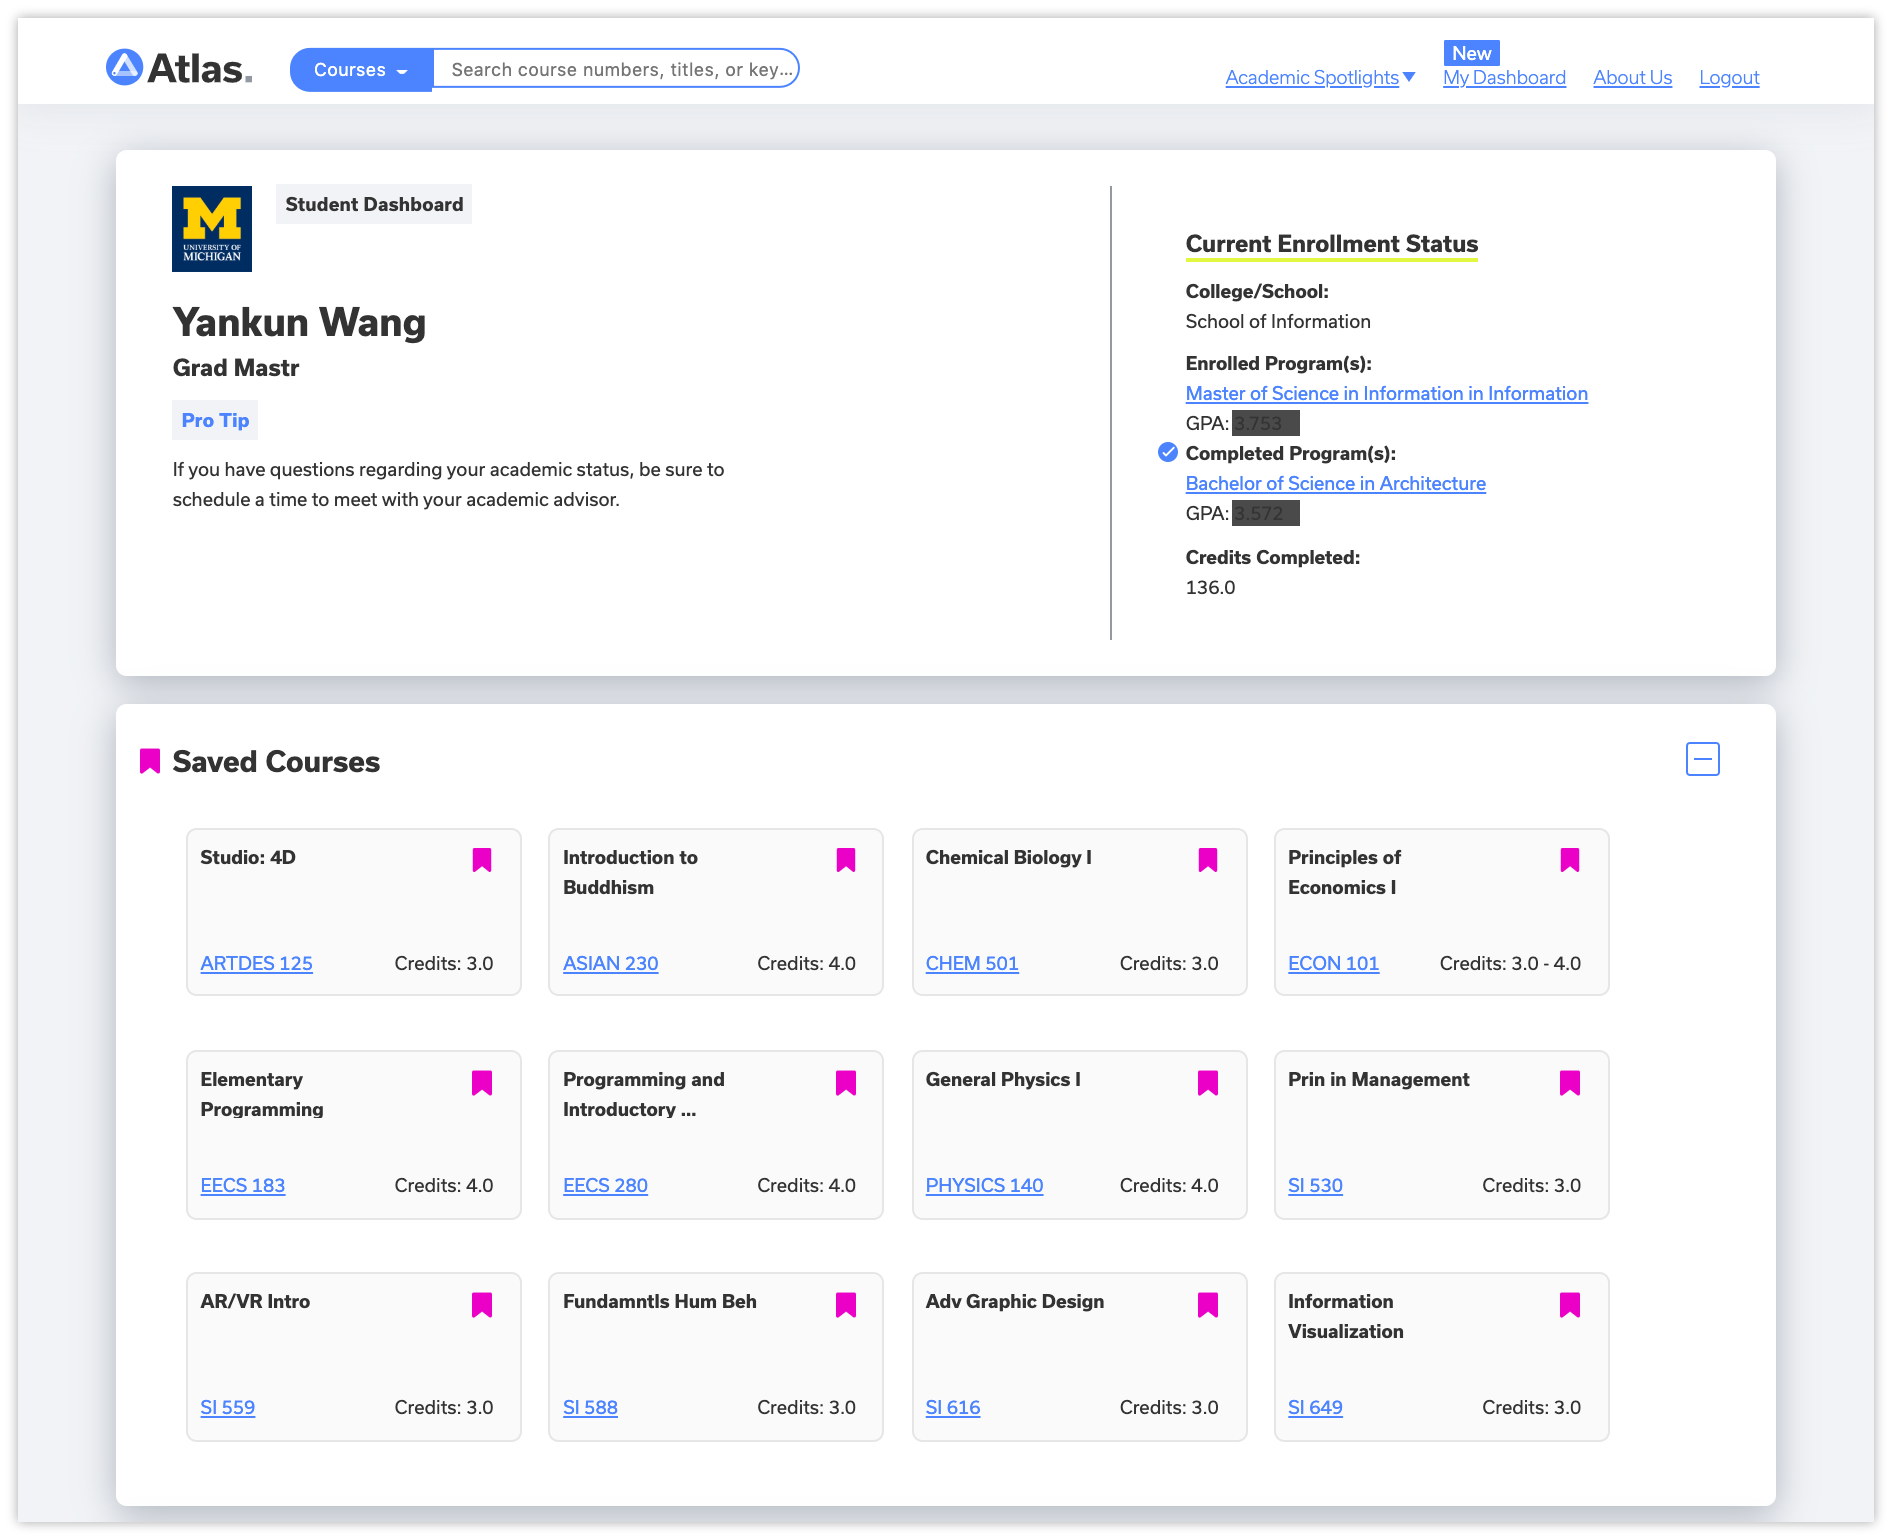 Atlas.
Courses
Search course numbers, titles, or key...
Academic Spotlights
New
My Dashboard
About Us
Logout
M
UNIVERSITY OF
MICHIGAN
Student Dashboard
Yankun Wang
Grad Mastr
Pro Tip
If you have questions regarding your academic status, be sure to
schedule a time to meet with your academic advisor.
Current Enrollment Status
College/School:
School of Information
Enrolled Program(s):
Master of Science in Information in Information
GPA:
Completed Program(s):
Bachelor of Science in Architecture
GPA:
Credits Completed:
136.0
Saved Courses
Studio: 4D
ARTDES 125
Credits: 3.0
Introduction to
Buddhism
ASIAN 230
Credits: 4.0
Chemical Biology I
CHEM 501
Credits: 3.0
Principles of
Economics I
ECON 101
Credits: 3.0 - 4.0
Elementary
Programming
EECS 183
Credits: 4.0
Programming and
Introductory ...
EECS 280
Credits: 4.0
General Physics I
PHYSICS 140
Credits: 4.0
Prin in Management
SI 530
Credits: 3.0
AR/VR Intro
SI 559
Credits: 3.0
Fundamntls Hum Beh
SI 588
Credits: 3.0
Adv Graphic Design
SI 616
Credits: 3.0
Information
Visualization
SI 649
Credits: 3.0